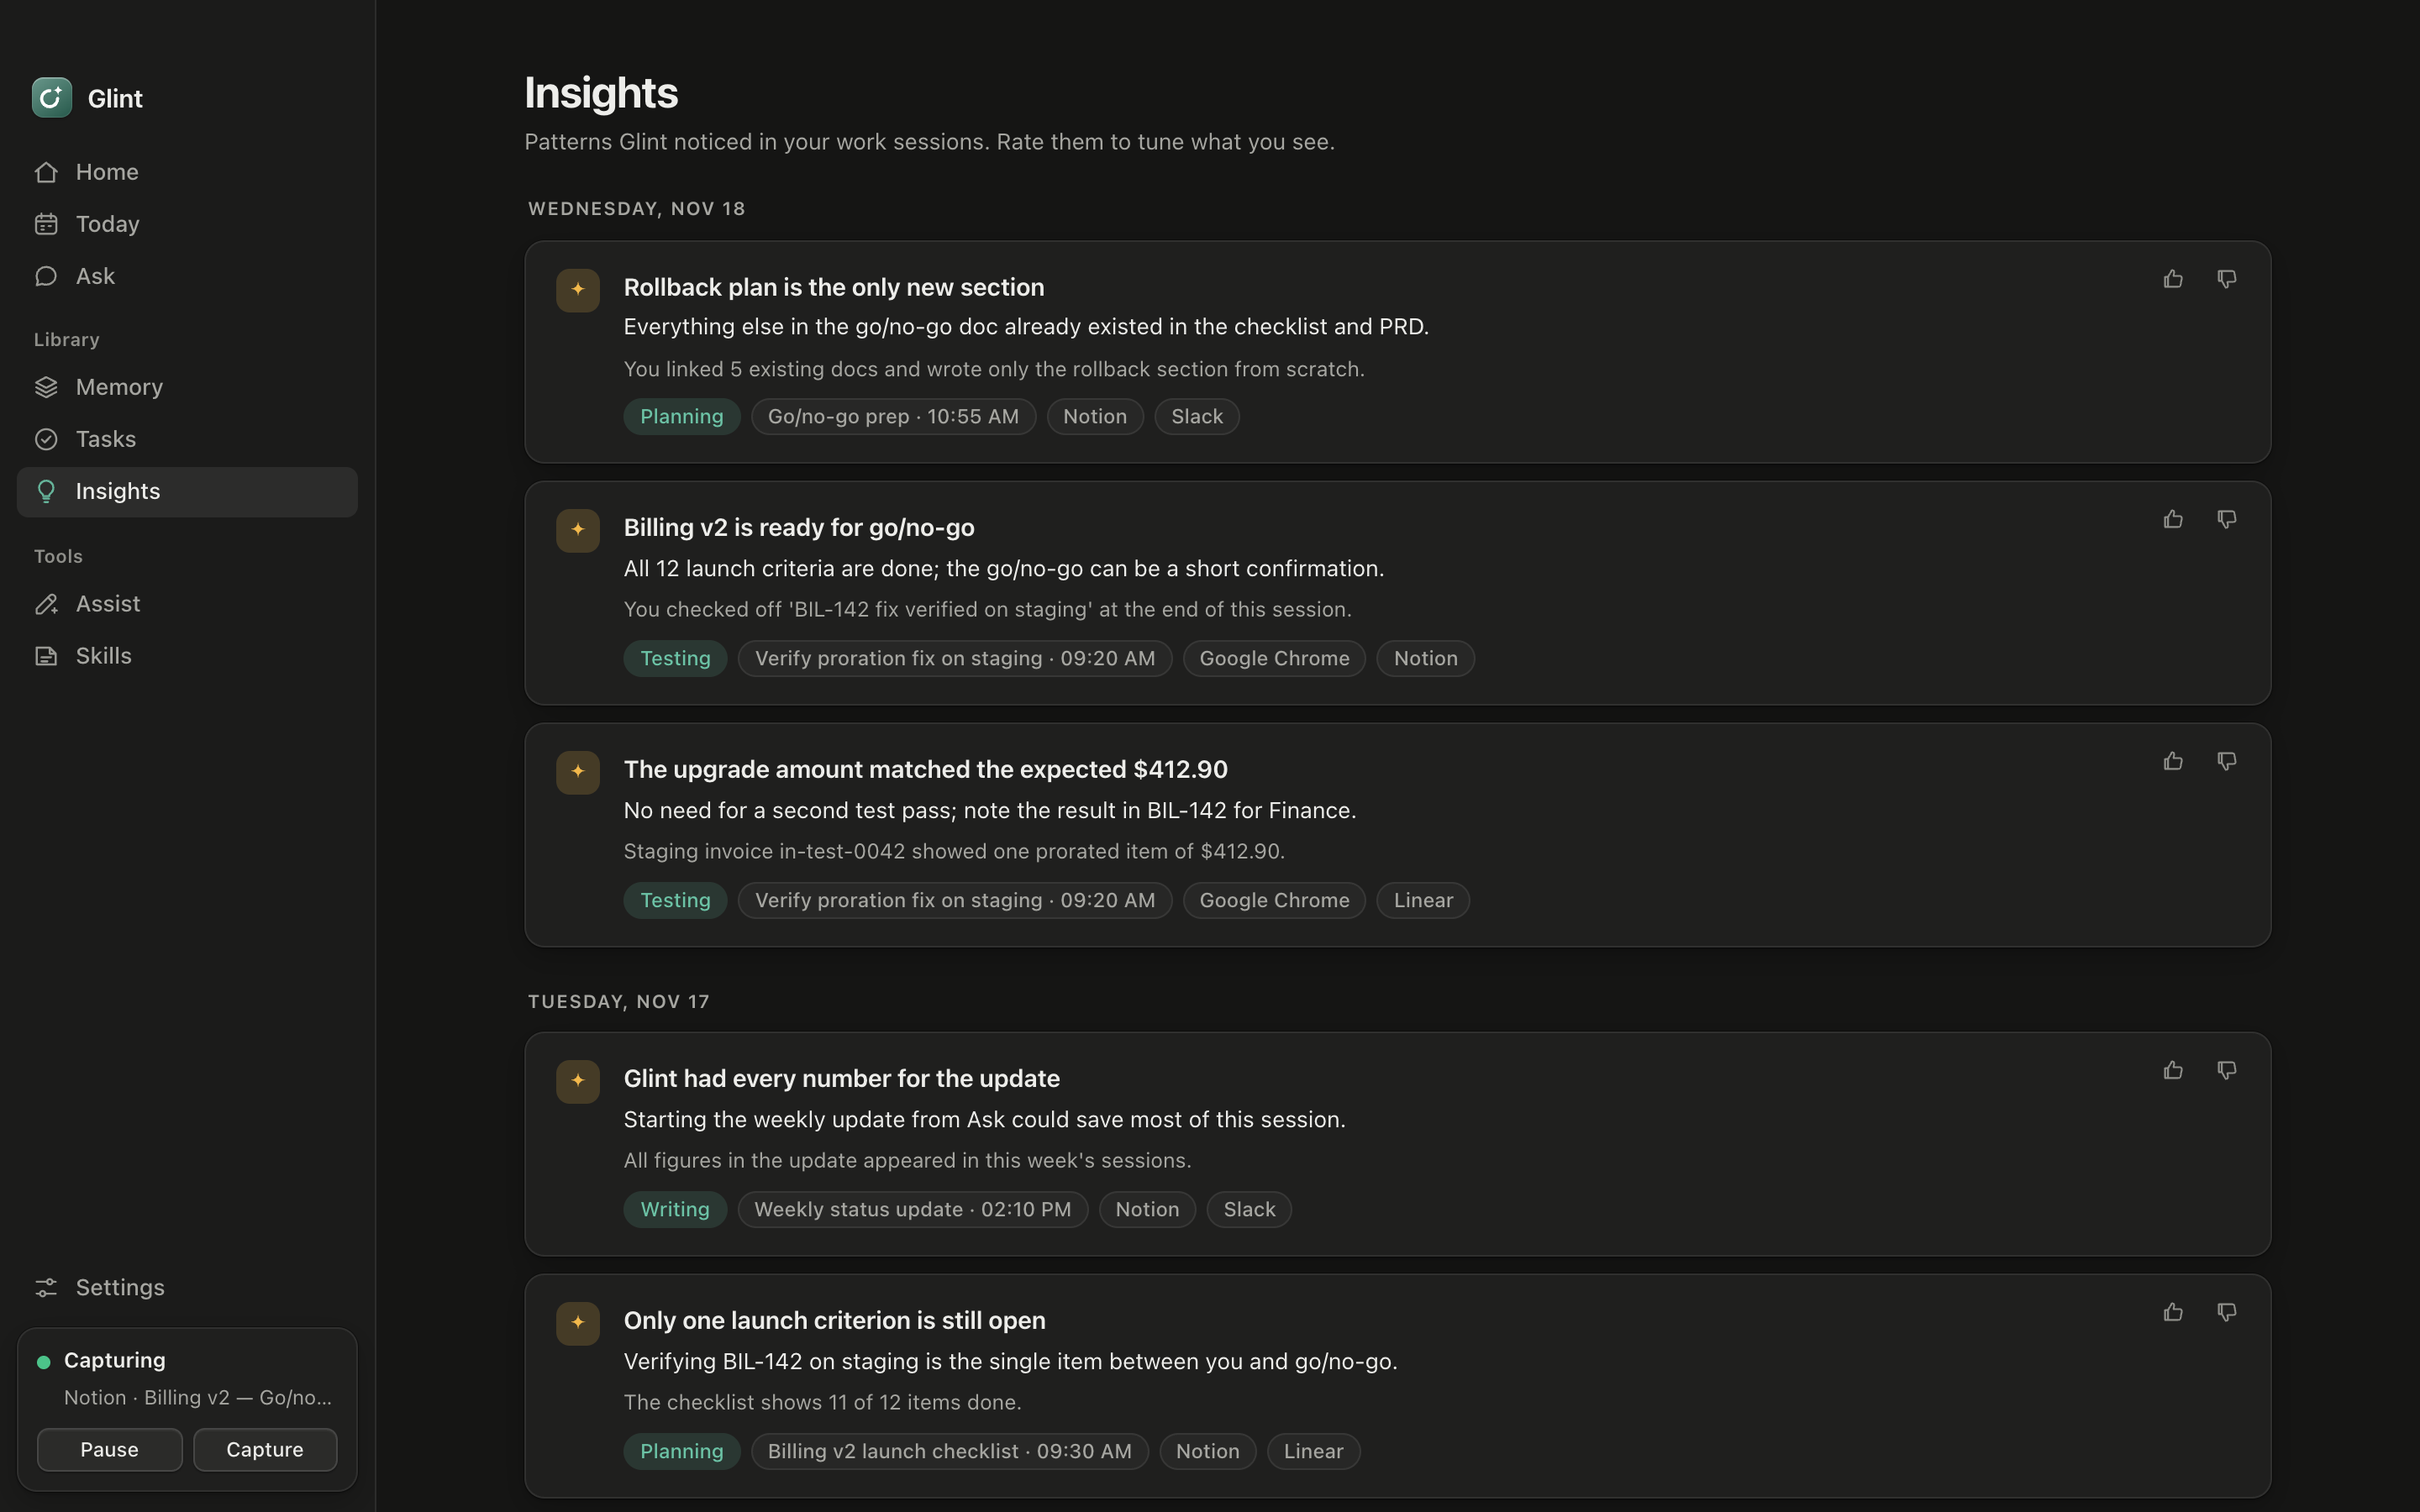 Glint
Home
Today
Ask
Library
Memory
Tasks
Insights
Tools
Assist
Skills
Settings
Capturing
Notion · Billing v2 — Go/no...
Pause
Capture
Insights
Patterns Glint noticed in your work sessions. Rate them to tune what you see.
WEDNESDAY, NOV 18
Rollback plan is the only new section
Everything else in the go/no-go doc already existed in the checklist and PRD.
You linked 5 existing docs and wrote only the rollback section from scratch.
Planning Go/no-go prep · 10:55 AM Notion Slack
Billing v2 is ready for go/no-go
All 12 launch criteria are done; the go/no-go can be a short confirmation.
You checked off 'BIL-142 fix verified on staging' at the end of this session.
Testing Verify proration fix on staging · 09:20 AM Google Chrome Notion
The upgrade amount matched the expected $412.90
No need for a second test pass; note the result in BIL-142 for Finance.
Staging invoice in-test-0042 showed one prorated item of $412.90.
Testing Verify proration fix on staging · 09:20 AM Google Chrome Linear
TUESDAY, NOV 17
Glint had every number for the update
Starting the weekly update from Ask could save most of this session.
All figures in the update appeared in this week's sessions.
Writing Weekly status update · 02:10 PM Notion Slack
Only one launch criterion is still open
Verifying BIL-142 on staging is the single item between you and go/no-go.
The checklist shows 11 of 12 items done.
Planning Billing v2 launch checklist · 09:30 AM Notion Linear